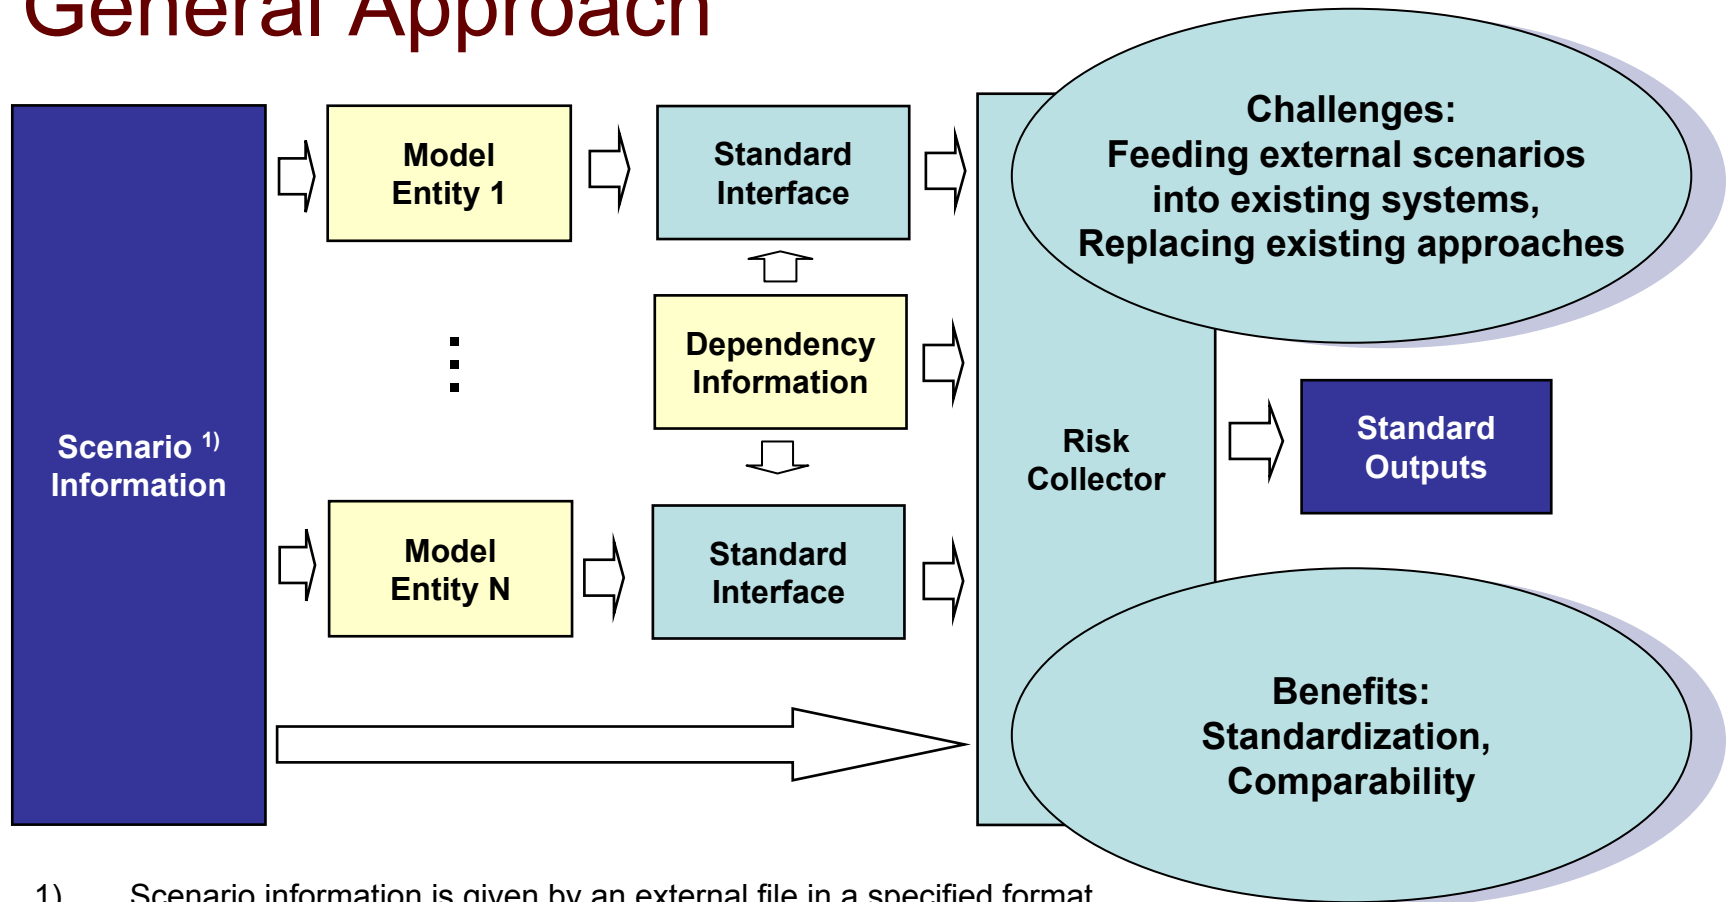 General Approach
Scenario 1)
Information
Model
Entity 1
Standard
Interface
Dependency
Information
Model
Entity N
Standard
Interface
Risk
Collector
Challenges:
Feeding external scenarios
into existing systems,
Replacing existing approaches
Standard
Outputs
Benefits:
Standardization,
Comparability
1) Scenario information is given by an external file in a specified format